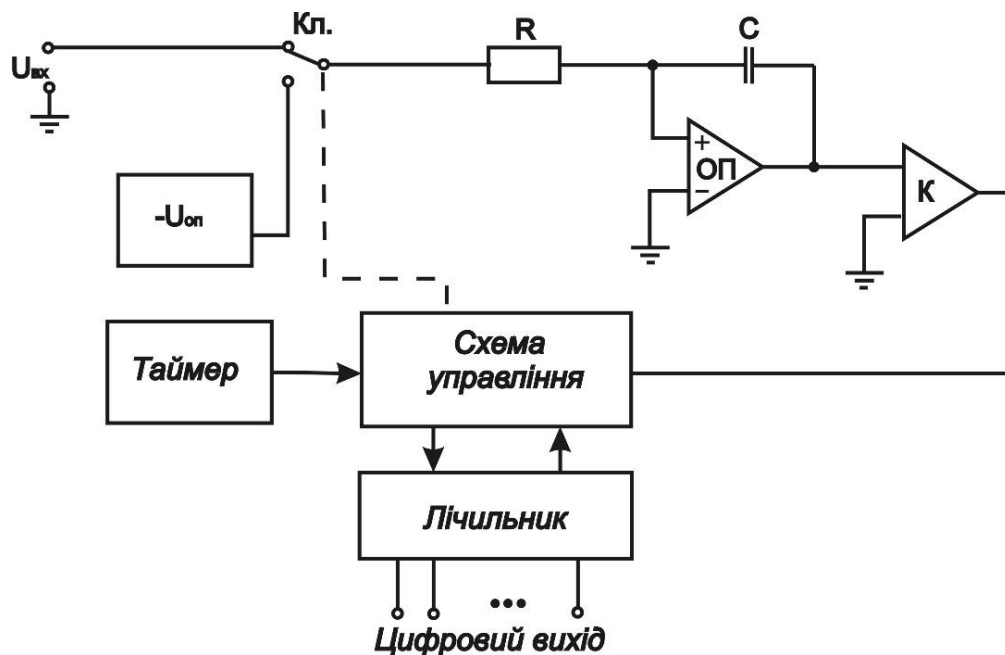 Кл.
Uвх
R
C
+
−
ОП
К
-Uоп
Таймер
Схема
управління
Лічильник
•••
Цифровий вихід